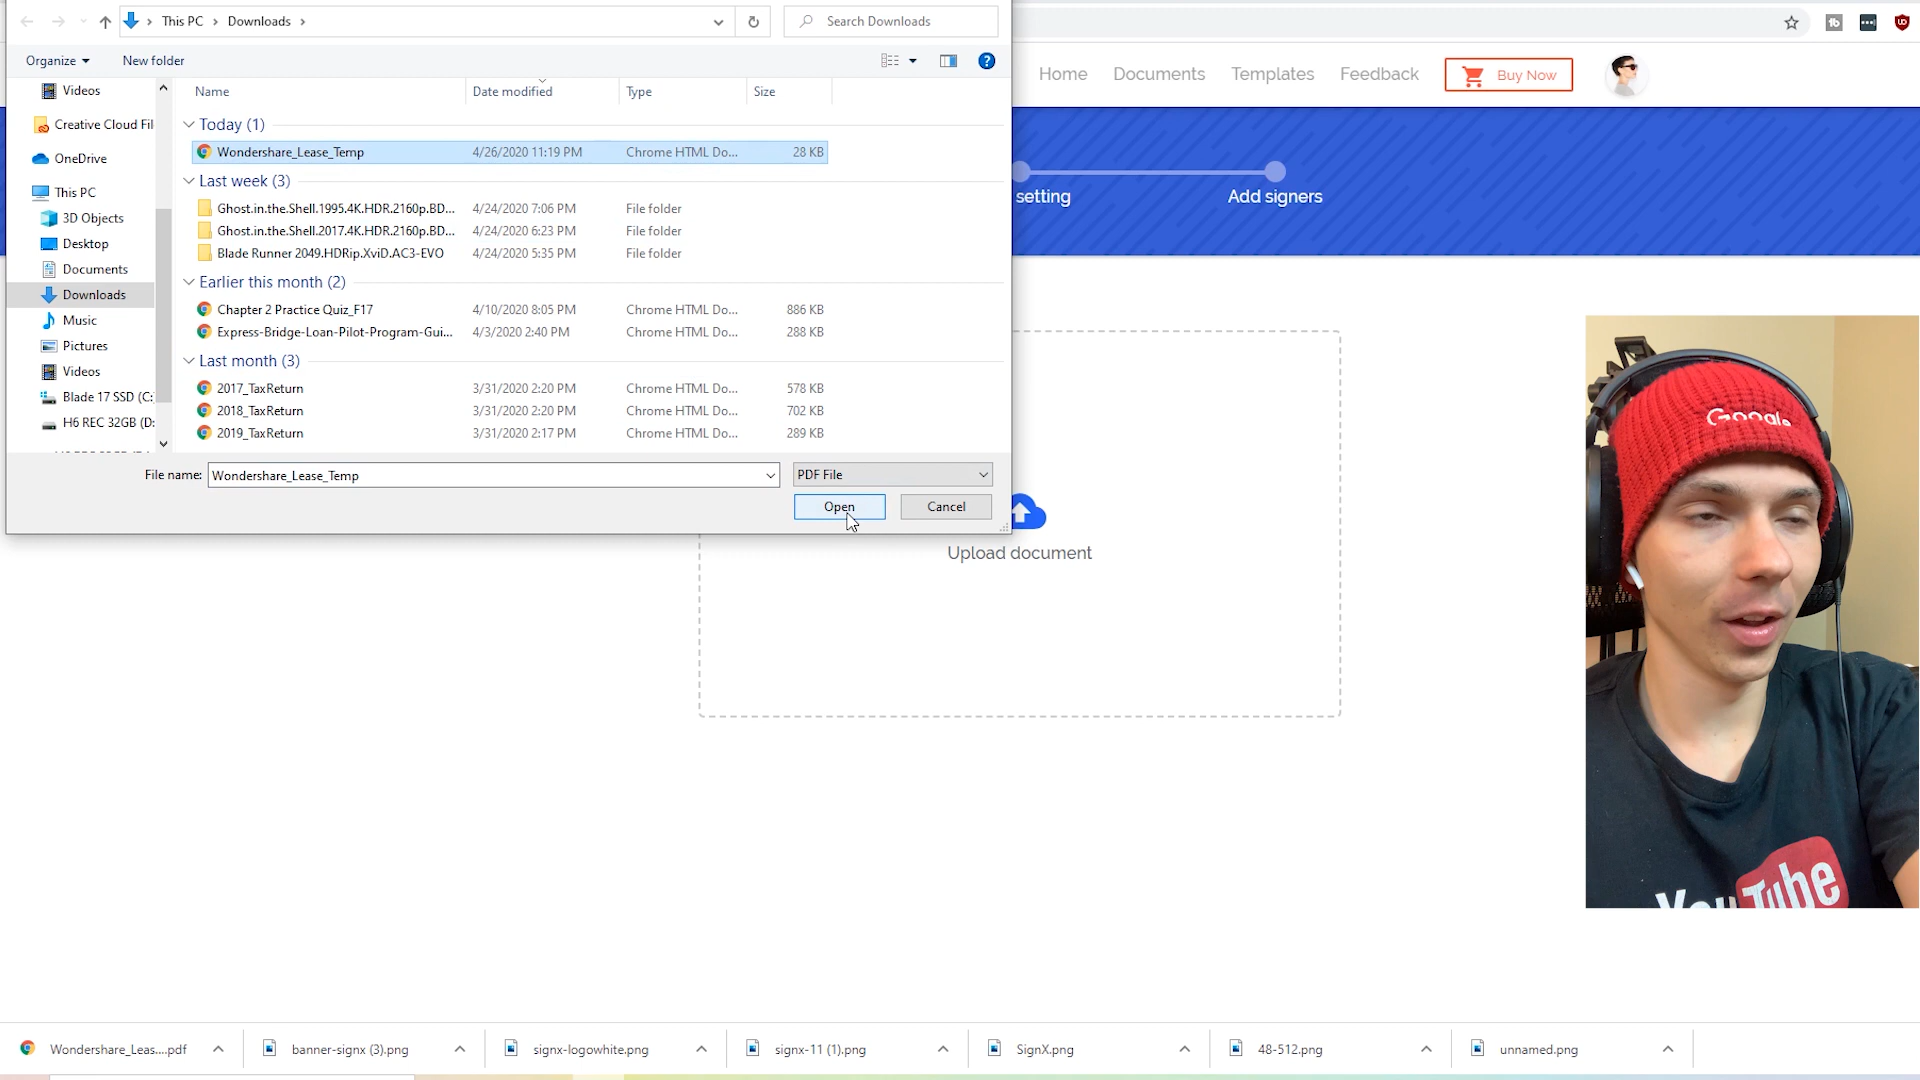 This PC > Downloads >
Search Downloads
Organize
New folder
Home
Documents
Templates
Feedback
Buy Now
Videos
Creative Cloud Fil
OneDrive
This PC
3D Objects
Desktop
Documents
Downloads
Music
Pictures
Videos
Blade 17 SSD (C:
H6 REC 32GB (D:
Name Date modified Type Size
Today (1)
Wondershare_Lease_Temp 4/26/2020 11:19 PM Chrome HTML Do... 28 KB
Last week (3)
Ghost.in.the.Shell.1995.4K.HDR.2160p.BD... 4/24/2020 7:06 PM File folder
Ghost.in.the.Shell.2017.4K.HDR.2160p.BD... 4/24/2020 6:23 PM File folder
Blade Runner 2049.HDRip.XviD.AC3-EVO 4/24/2020 5:35 PM File folder
Earlier this month (2)
Chapter 2 Practice Quiz_F17 4/10/2020 8:05 PM Chrome HTML Do... 886 KB
Express-Bridge-Loan-Pilot-Program-Gui... 4/3/2020 2:40 PM Chrome HTML Do... 288 KB
Last month (3)
2017_TaxReturn 3/31/2020 2:20 PM Chrome HTML Do... 578 KB
2018_TaxReturn 3/31/2020 2:20 PM Chrome HTML Do... 702 KB
2019_TaxReturn 3/31/2020 2:17 PM Chrome HTML Do... 289 KB
File name: Wondershare_Lease_Temp
PDF File
Open
Cancel
setting
Add signers
Upload document
Google
YouTube
Wondershare_Leas....pdf
banner-signx (3).png
signx-logowhite.png
signx-11 (1).png
SignX.png
48-512.png
unnamed.png